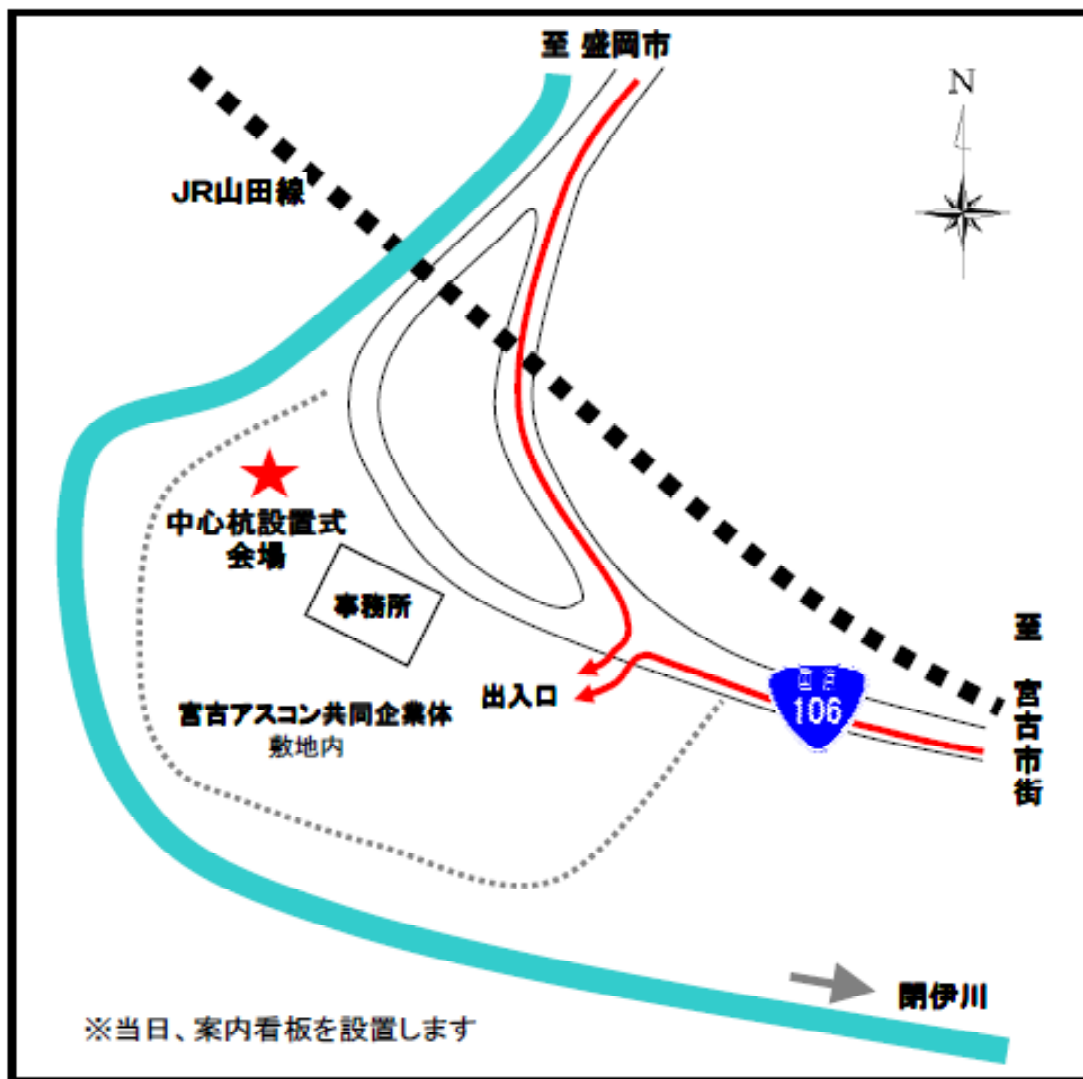 至 盛岡市
N
JR山田線
中心杭設置式
会場
事務所
出入口
宮古アスコン共同企業体
敷地内
国道
106
至 宮古市街
閉伊川
※当日、案内看板を設置します